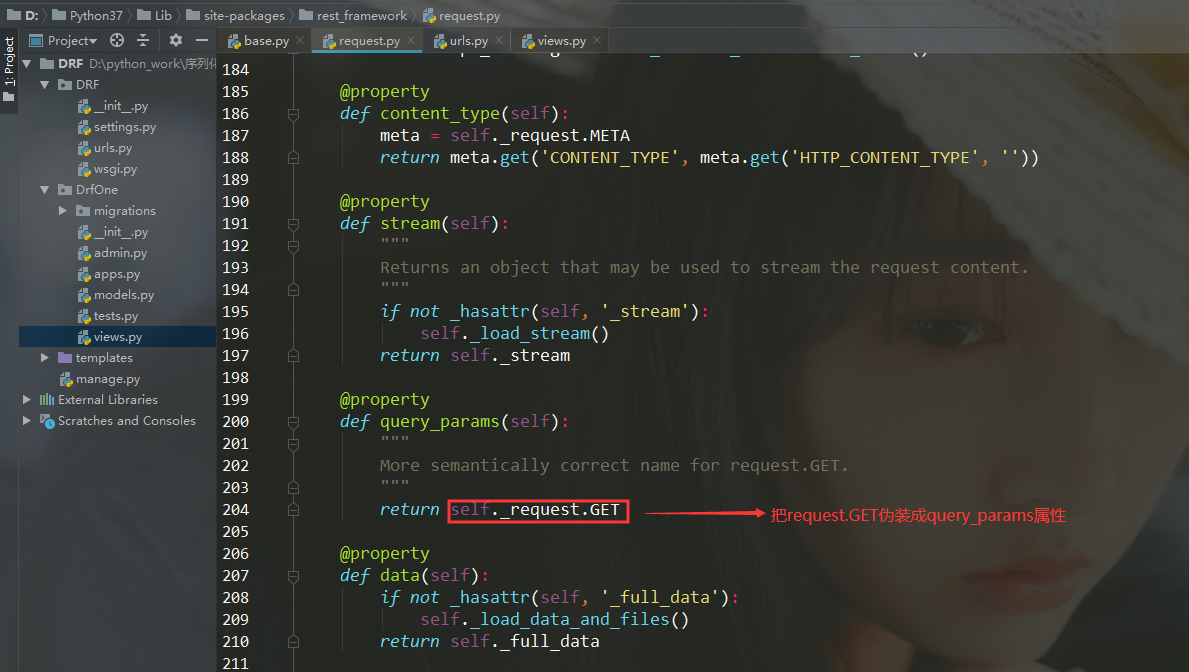 D: Python37 Lib site-packages rest_framework request.py
Project base.py request.py urls.py views.py
1: Project
DRF D:\python_work\序列化
DRF
__init__.py
settings.py
urls.py
wsgi.py
DrfOne
migrations
__init__.py
admin.py
apps.py
models.py
tests.py
views.py
templates
manage.py
External Libraries
Scratches and Consoles
184
185 @property
186 def content_type(self):
187 meta = self._request.META
188 return meta.get('CONTENT_TYPE', meta.get('HTTP_CONTENT_TYPE', ''))
189
190 @property
191 def stream(self):
192 """
193 Returns an object that may be used to stream the request content.
194 """
195 if not _hasattr(self, '_stream'):
196 self._load_stream()
197 return self._stream
198
199 @property
200 def query_params(self):
201 """
202 More semantically correct name for request.GET.
203 """
204 return self._request.GET 把request.GET伪装成query_params属性
205
206 @property
207 def data(self):
208 if not _hasattr(self, '_full_data'):
209 self._load_data_and_files()
210 return self._full_data
211